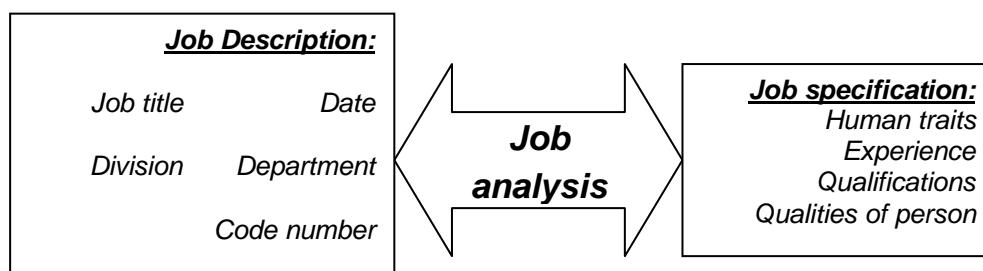 Job Description:
Job title Date
Division Department
Code number
Job
analysis
Job specification:
Human traits
Experience
Qualifications
Qualities of person